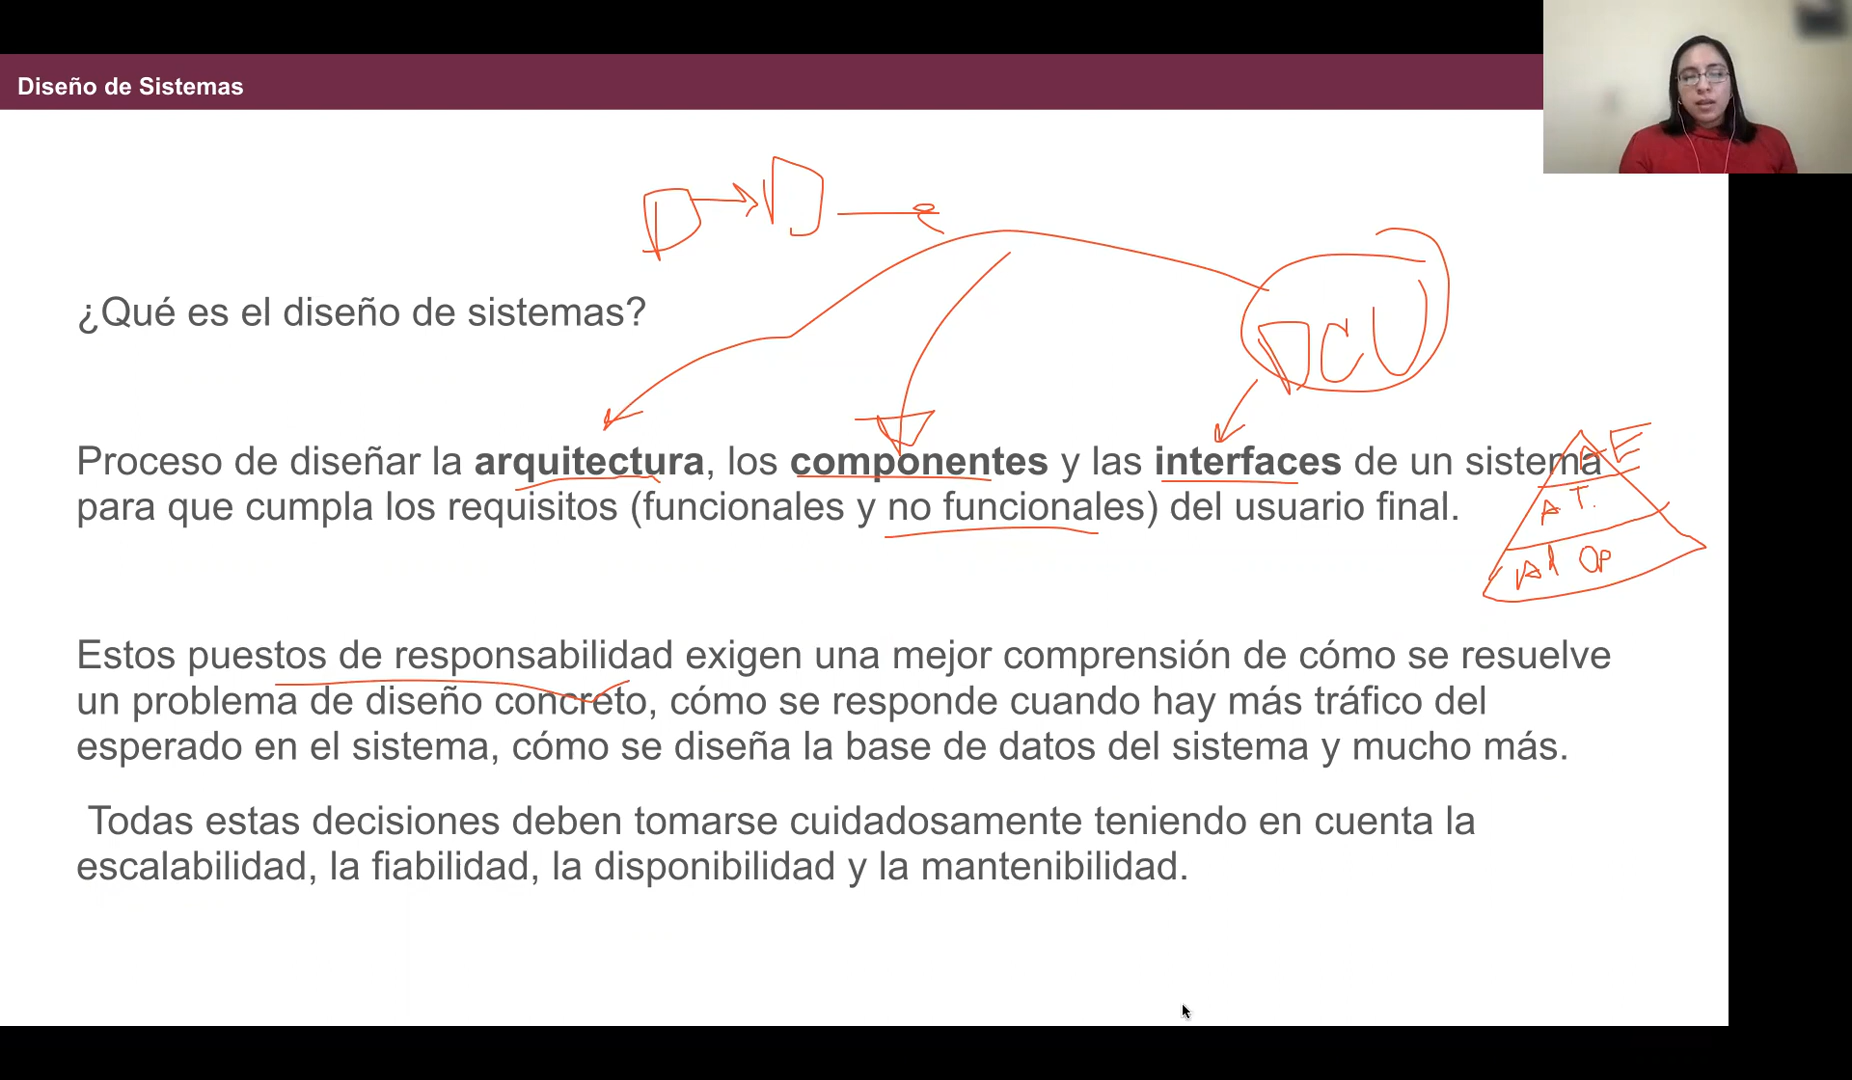 Diseño de Sistemas
D D
¿Qué es el diseño de sistemas?
DCU
Proceso de diseñar la arquitectura, los componentes y las interfaces de un sistema
para que cumpla los requisitos (funcionales y no funcionales) del usuario final.
AE
A T.
Estos puestos de responsabilidad exigen una mejor comprensión de cómo se resuelve
un problema de diseño concreto, cómo se responde cuando hay más tráfico del
esperado en el sistema, cómo se diseña la base de datos del sistema y mucho más.
Todas estas decisiones deben tomarse cuidadosamente teniendo en cuenta la
escalabilidad, la fiabilidad, la disponibilidad y la mantenibilidad.